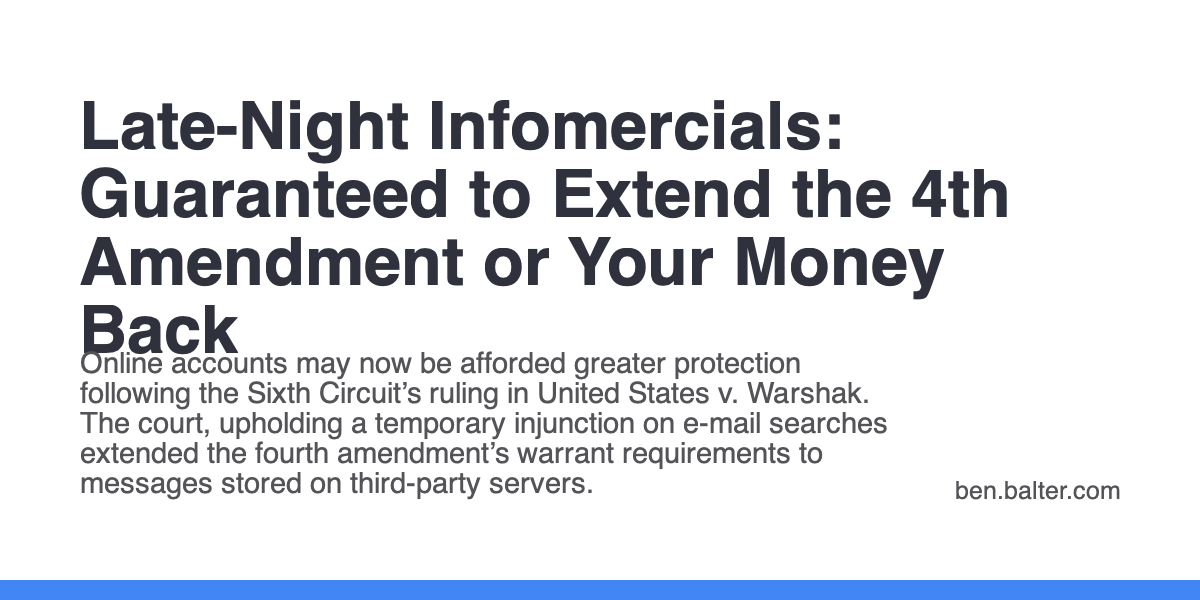 Late-Night Infomercials:
Guaranteed to Extend the 4th
Amendment or Your Money
Back
Online accounts may now be afforded greater protection
following the Sixth Circuit’s ruling in United States v. Warshak.
The court, upholding a temporary injunction on e-mail searches
extended the fourth amendment’s warrant requirements to
messages stored on third-party servers.
ben.balter.com